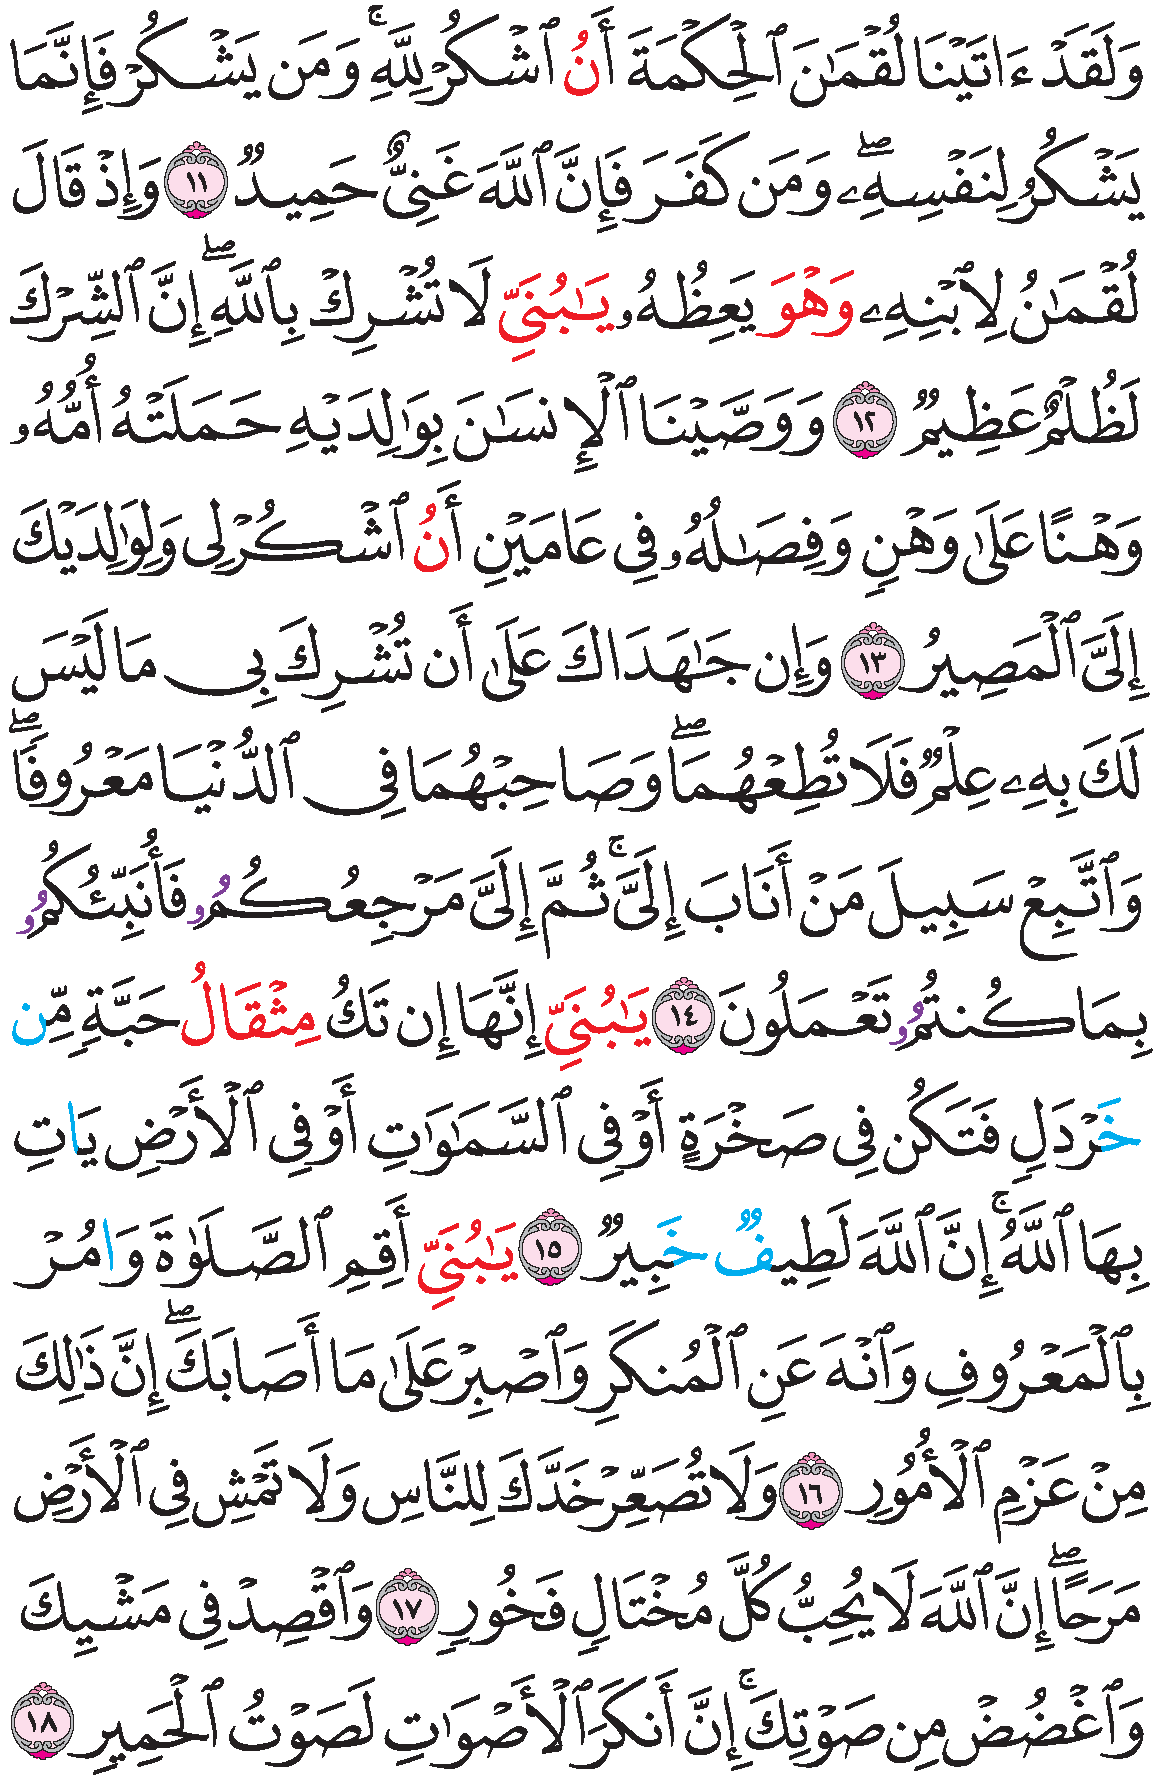 وَلَقَدْ ءَاتَيْنَا لُقْمَٰنَ ٱلْحِكْمَةَ أَنُ ٱشْكُرْ لِلَّهِۚ وَمَن يَشْكُرْ فَإِنَّمَا
يَشْكُرُ لِنَفْسِهِۦۖ وَمَن كَفَرَ فَإِنَّ ٱللَّهَ غَنِىٌّ حَمِيدٌ ١١ وَإِذْ قَالَ
لُقْمَٰنُ لِٱبْنِهِۦ وَهْوَ يَعِظُهُۥ يَٰبُنَيِّ لَا تُشْرِكْ بِٱللَّهِۖ إِنَّ ٱلشِّرْكَ
لَظُلْمٌ عَظِيمٌ ١٢ وَوَصَّيْنَا ٱلْإِنسَٰنَ بِوَٰلِدَيْهِ حَمَلَتْهُ أُمُّهُۥ
وَهْنًا عَلَىٰ وَهْنٍ وَفِصَٰلُهُۥ فِى عَامَيْنِ أَنُ ٱشْكُرْ لِى وَلِوَٰلِدَيْكَ
إِلَىَّ ٱلْمَصِيرُ ١٣ وَإِن جَٰهَدَاكَ عَلَىٰ أَن تُشْرِكَ بِى مَا لَيْسَ
لَكَ بِهِۦ عِلْمٌ فَلَا تُطِعْهُمَاۖ وَصَاحِبْهُمَا فِى ٱلدُّنْيَا مَعْرُوفًاۖ
وَٱتَّبِعْ سَبِيلَ مَنْ أَنَابَ إِلَىَّۚ ثُمَّ إِلَىَّ مَرْجِعُكُمُۥ فَأُنَبِّئُكُمُۥ
بِمَا كُنتُمُۥ تَعْمَلُونَ ١٤ يَٰبُنَيِّ إِنَّهَا إِن تَكُ مِثْقَالُ حَبَّةٍ مِّن
خَرْدَلٍ فَتَكُن فِى صَخْرَةٍ أَوْ فِى ٱلسَّمَٰوَٰتِ أَوْ فِى ٱلْأَرْضِ يَاتِ
بِهَا ٱللَّهُۚ إِنَّ ٱللَّهَ لَطِيفٌ خَبِيرٌ ١٥ يَٰبُنَيِّ أَقِمِ ٱلصَّلَوٰةَ وَامُرْ
بِٱلْمَعْرُوفِ وَٱنْهَ عَنِ ٱلْمُنكَرِ وَٱصْبِرْ عَلَىٰ مَا أَصَابَكَۖ إِنَّ ذَٰلِكَ
مِنْ عَزْمِ ٱلْأُمُورِ ١٦ وَلَا تُصَعِّرْ خَدَّكَ لِلنَّاسِ وَلَا تَمْشِ فِى ٱلْأَرْضِ
مَرَحًاۖ إِنَّ ٱللَّهَ لَا يُحِبُّ كُلَّ مُخْتَالٍ فَخُورٍ ١٧ وَٱقْصِدْ فِى مَشْيِكَ
وَٱغْضُضْ مِن صَوْتِكَۚ إِنَّ أَنكَرَ ٱلْأَصْوَٰتِ لَصَوْتُ ٱلْحَمِيرِ ١٨